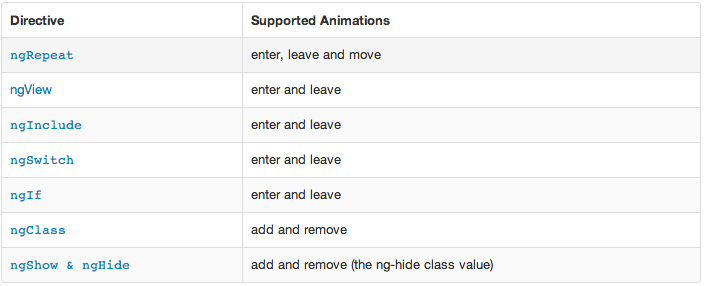 Directive Supported Animations
ngRepeat enter, leave and move
ngView enter and leave
ngInclude enter and leave
ngSwitch enter and leave
ngIf enter and leave
ngClass add and remove
ngShow & ngHide add and remove (the ng-hide class value)